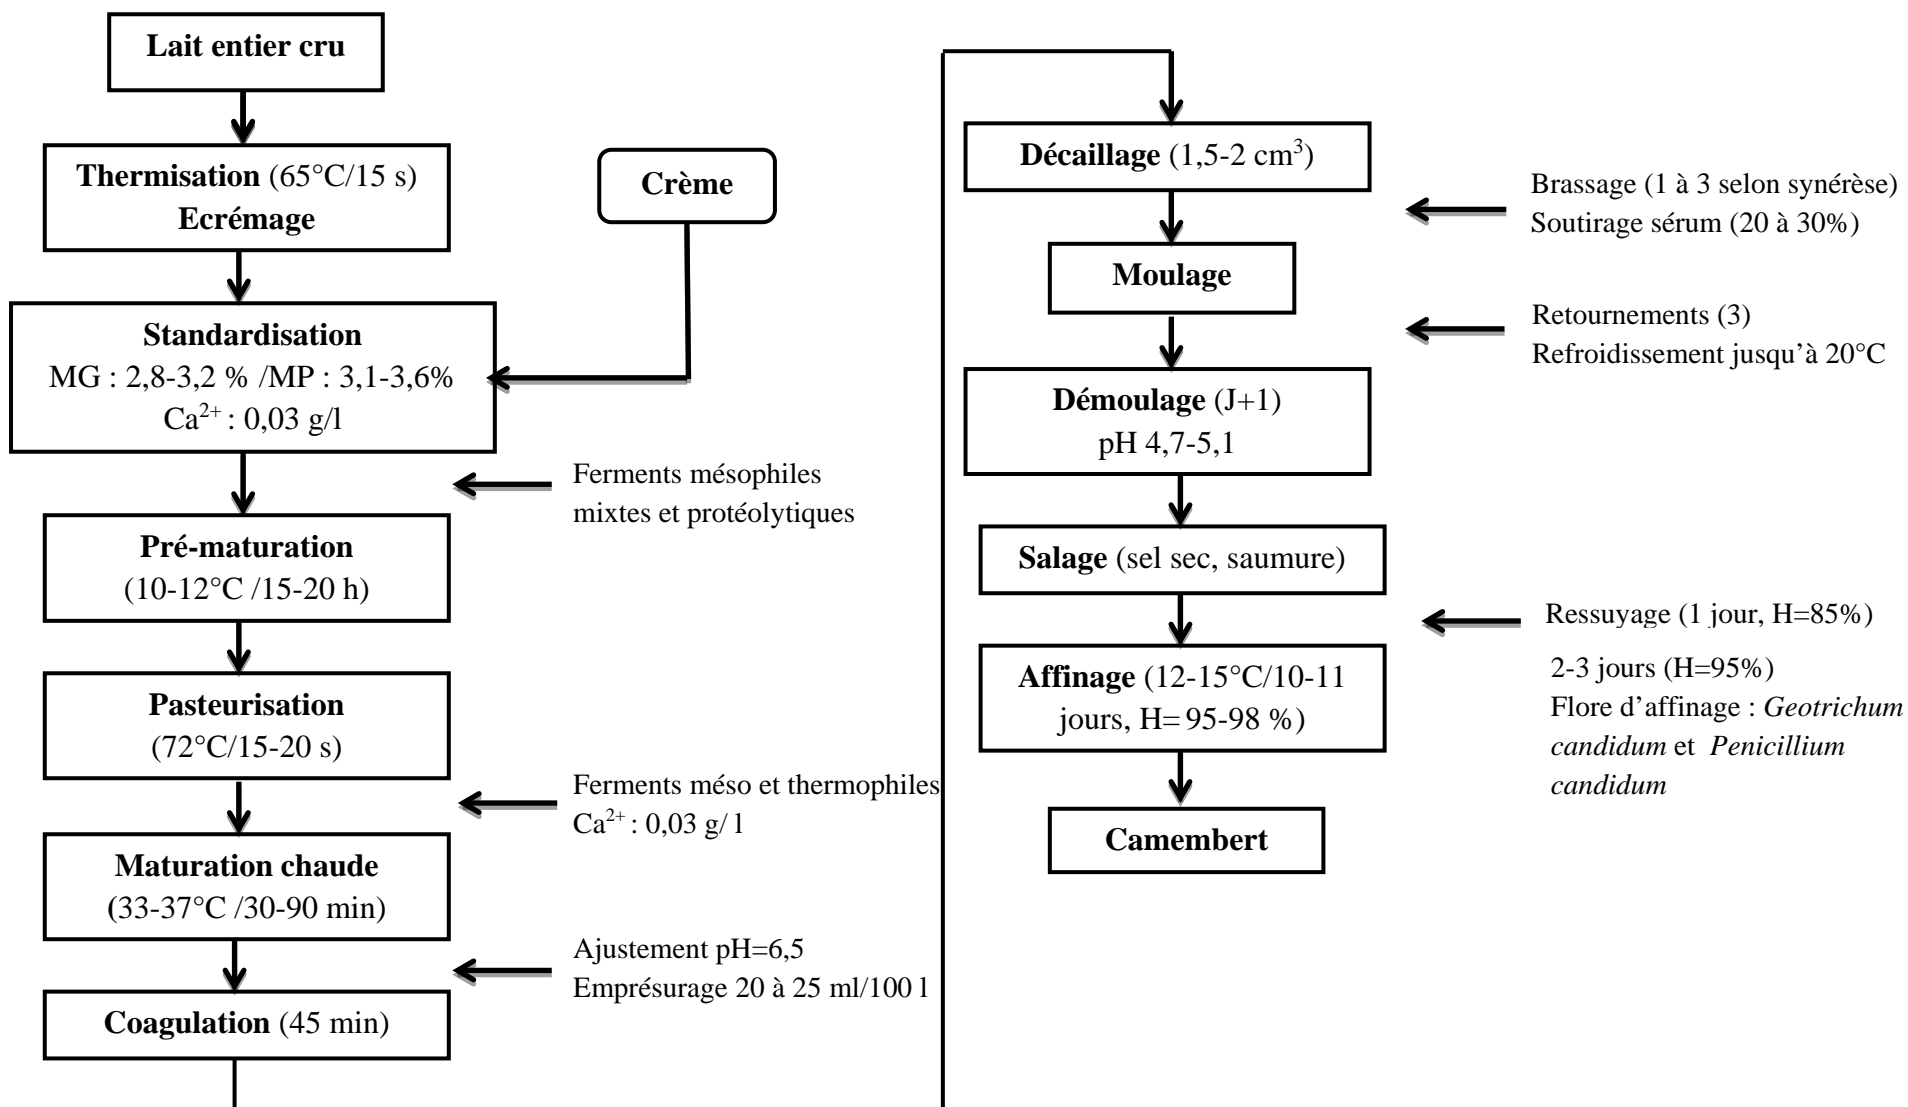 Lait entier cru
Thermisation (65°C/15 s)
Ecrémage
Crème
Standardisation
MG : 2,8-3,2 % /MP : 3,1-3,6%
Ca²⁺ : 0,03 g/l
Ferments mésophiles
mixtes et protéolytiques
Pré-maturation
(10-12°C /15-20 h)
Pasteurisation
(72°C/15-20 s)
Ferments méso et thermophiles
Ca²⁺ : 0,03 g/ l
Maturation chaude
(33-37°C /30-90 min)
Ajustement pH=6,5
Emprésurage 20 à 25 ml/100 l
Coagulation (45 min)
Décaillage (1,5-2 cm³)
Brassage (1 à 3 selon synérèse)
Soutirage sérum (20 à 30%)
Moulage
Retournements (3)
Refroidissement jusqu’à 20°C
Démoulage (J+1)
pH 4,7-5,1
Salage (sel sec, saumure)
Ressuyage (1 jour, H=85%)
2-3 jours (H=95%)
Flore d’affinage : Geotrichum
candidum et Penicillium
candidum
Affinage (12-15°C/10-11
jours, H= 95-98 %)
Camembert